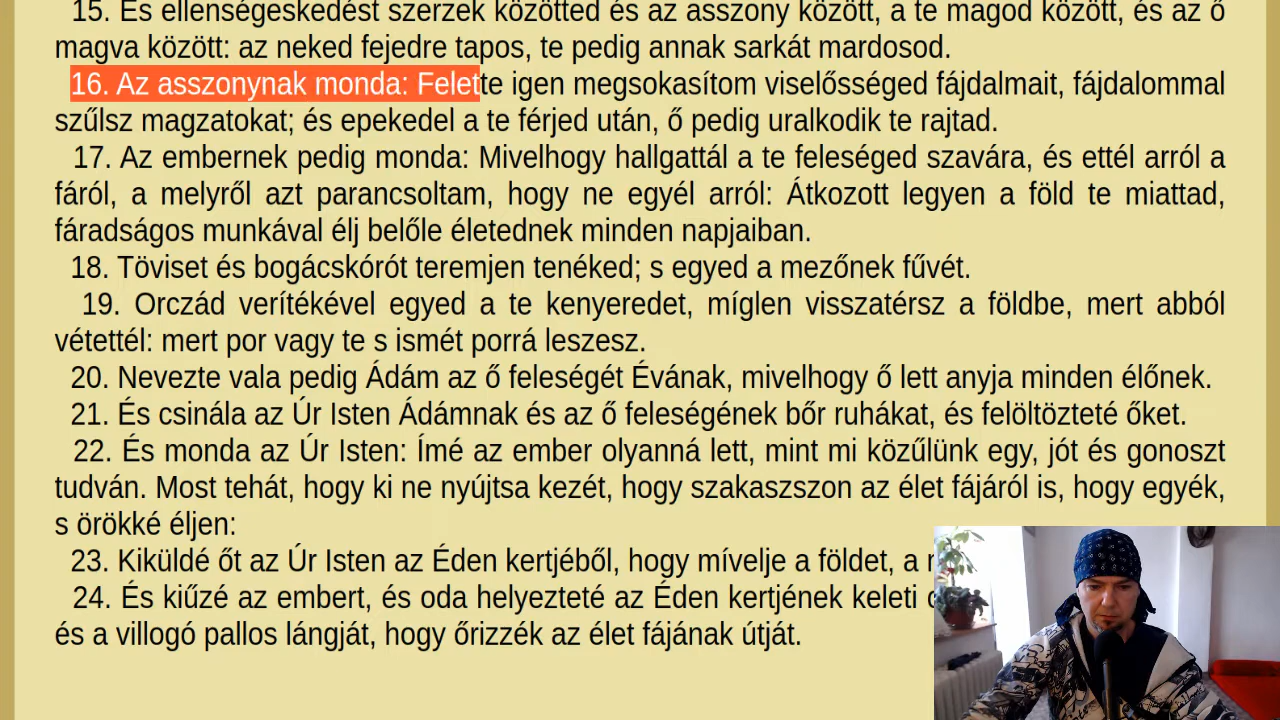 15. És ellenségeskedést szerzek közötted és az asszony között, a te magod között, és az ő
magva között: az neked fejedre tapos, te pedig annak sarkát mardosod.
16. Az asszonynak monda: Felette igen megsokasítom viselősséged fájdalmait, fájdalommal
szűlsz magzatokat; és epekedel a te férjed után, ő pedig uralkodik te rajtad.
17. Az embernek pedig monda: Mivelhogy hallgattál a te feleséged szavára, és ettél arról a
fáról, a melyről azt parancsoltam, hogy ne egyél arról: Átkozott legyen a föld te miattad,
fáradságos munkával élj belőle életednek minden napjaiban.
18. Töviset és bogácskórót teremjen tenéked; s egyed a mezőnek fűvét.
19. Orczád verítékével egyed a te kenyeredet, míglen visszatérsz a földbe, mert abból
vétettél: mert por vagy te s ismét porrá leszesz.
20. Nevezte vala pedig Ádám az ő feleségét Évának, mivelhogy ő lett anyja minden élőnek.
21. És csinála az Úr Isten Ádámnak és az ő feleségének bőr ruhákat, és felöltözteté őket.
22. És monda az Úr Isten: Ímé az ember olyanná lett, mint mi közűlünk egy, jót és gonoszt
tudván. Most tehát, hogy ki ne nyújtsa kezét, hogy szakaszszon az élet fájáról is, hogy egyék,
s örökké éljen:
23. Kiküldé őt az Úr Isten az Éden kertjéből, hogy mívelje a földet, a
24. És kiűzé az embert, és oda helyezteté az Éden kertjének keleti
és a villogó pallos lángját, hogy őrizzék az élet fájának útját.